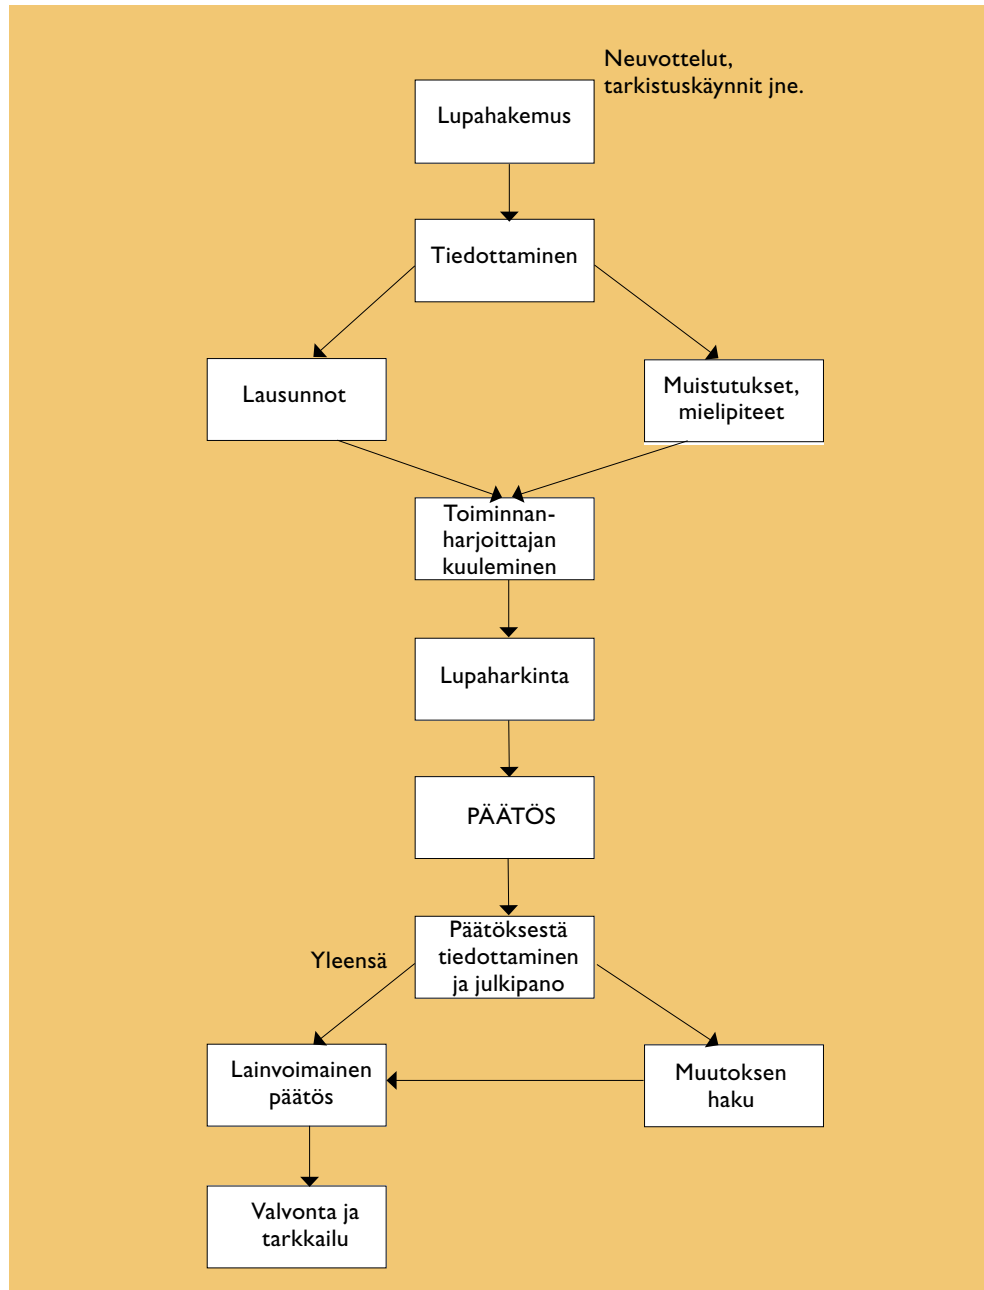 Neuvottelut,
tarkistuskäynnit jne.
Lupahakemus
Tiedottaminen
Lausunnot
Muistutukset,
mielipiteet
Toiminnan-
harjoittajan
kuuleminen
Lupaharkinta
PÄÄTÖS
Päätöksestä
tiedottaminen
ja julkipano
Yleensä
Lainvoimainen
päätös
Muutoksen
haku
Valvonta ja
tarkkailu